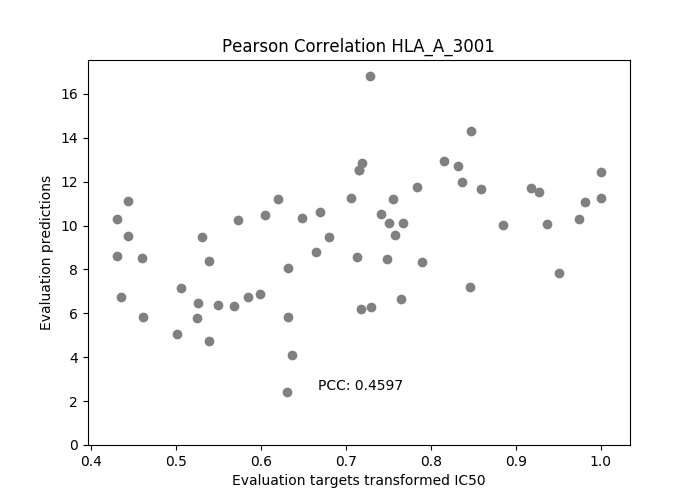 Pearson Correlation HLA_A_3001
Evaluation predictions
16
14
12
10
8
6
4
2
0
PCC: 0.4597
0.4 0.5 0.6 0.7 0.8 0.9 1.0
Evaluation targets transformed IC50